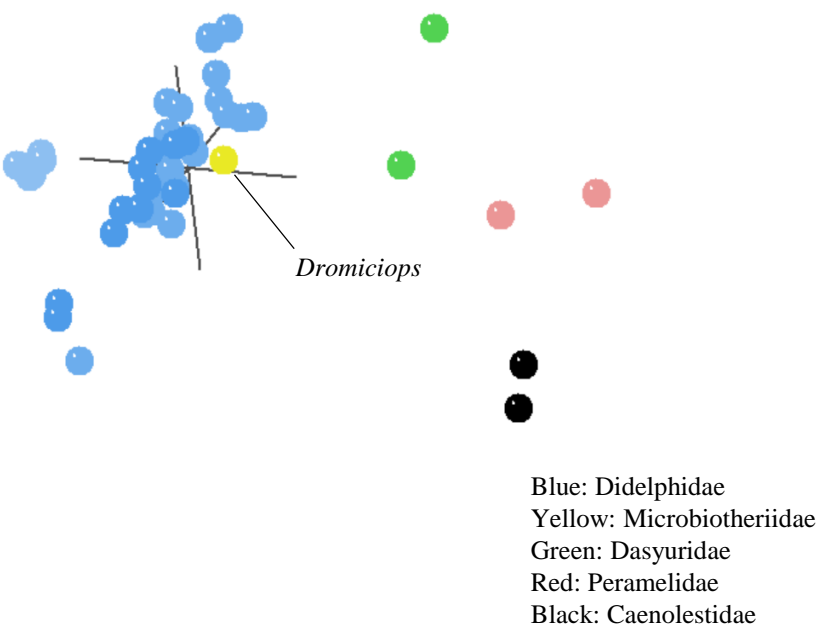 Dromiciops
Blue: Didelphidae
Yellow: Microbiotheriidae
Green: Dasyuridae
Red: Peramelidae
Black: Caenolestidae